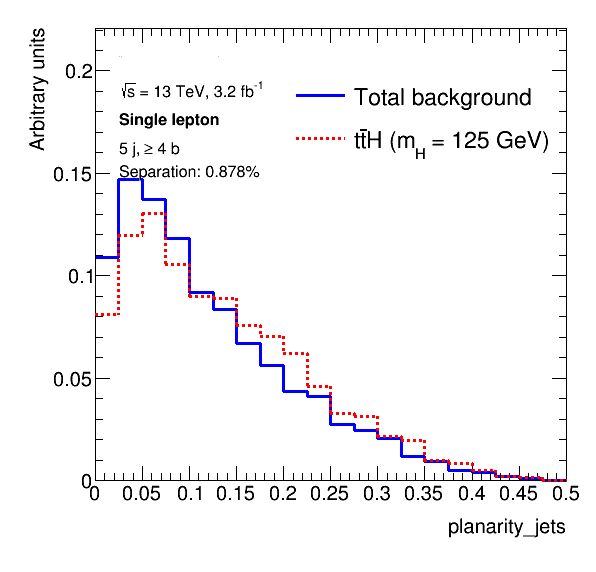 Arbitrary units
0.2
0.15
0.1
0.05
0
√s = 13 TeV, 3.2 fb⁻¹
Single lepton
5 j, ≥ 4 b
Separation: 0.878%
Total background
tt̄H (m_H = 125 GeV)
0 0.05 0.1 0.15 0.2 0.25 0.3 0.35 0.4 0.45 0.5
planarity_jets